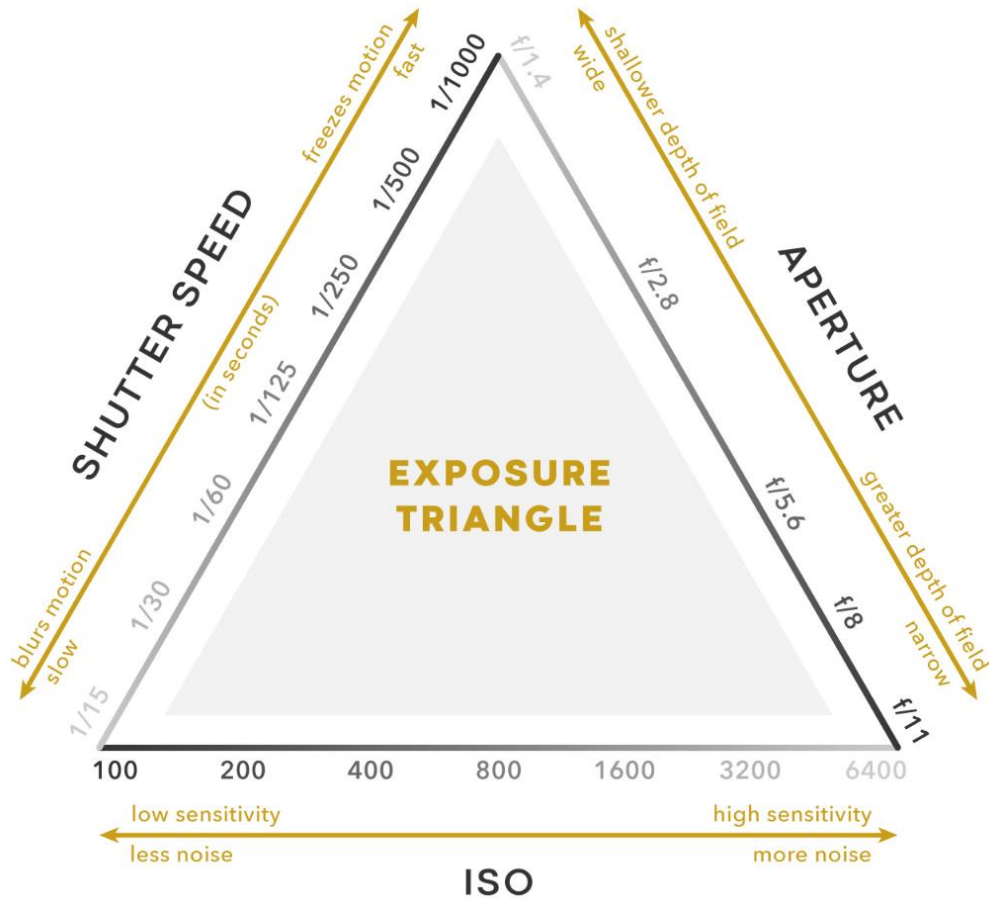 SHUTTER SPEED
(in seconds)
freezes motion
fast
blurs motion
slow
1/1000
1/500
1/250
1/125
1/60
1/30
1/15
APERTURE
shallower depth of field
wide
greater depth of field
narrow
f/1.4
f/2.8
f/5.6
f/8
f/11
EXPOSURE
TRIANGLE
100 200 400 800 1600 3200 6400
low sensitivity high sensitivity
less noise more noise
ISO